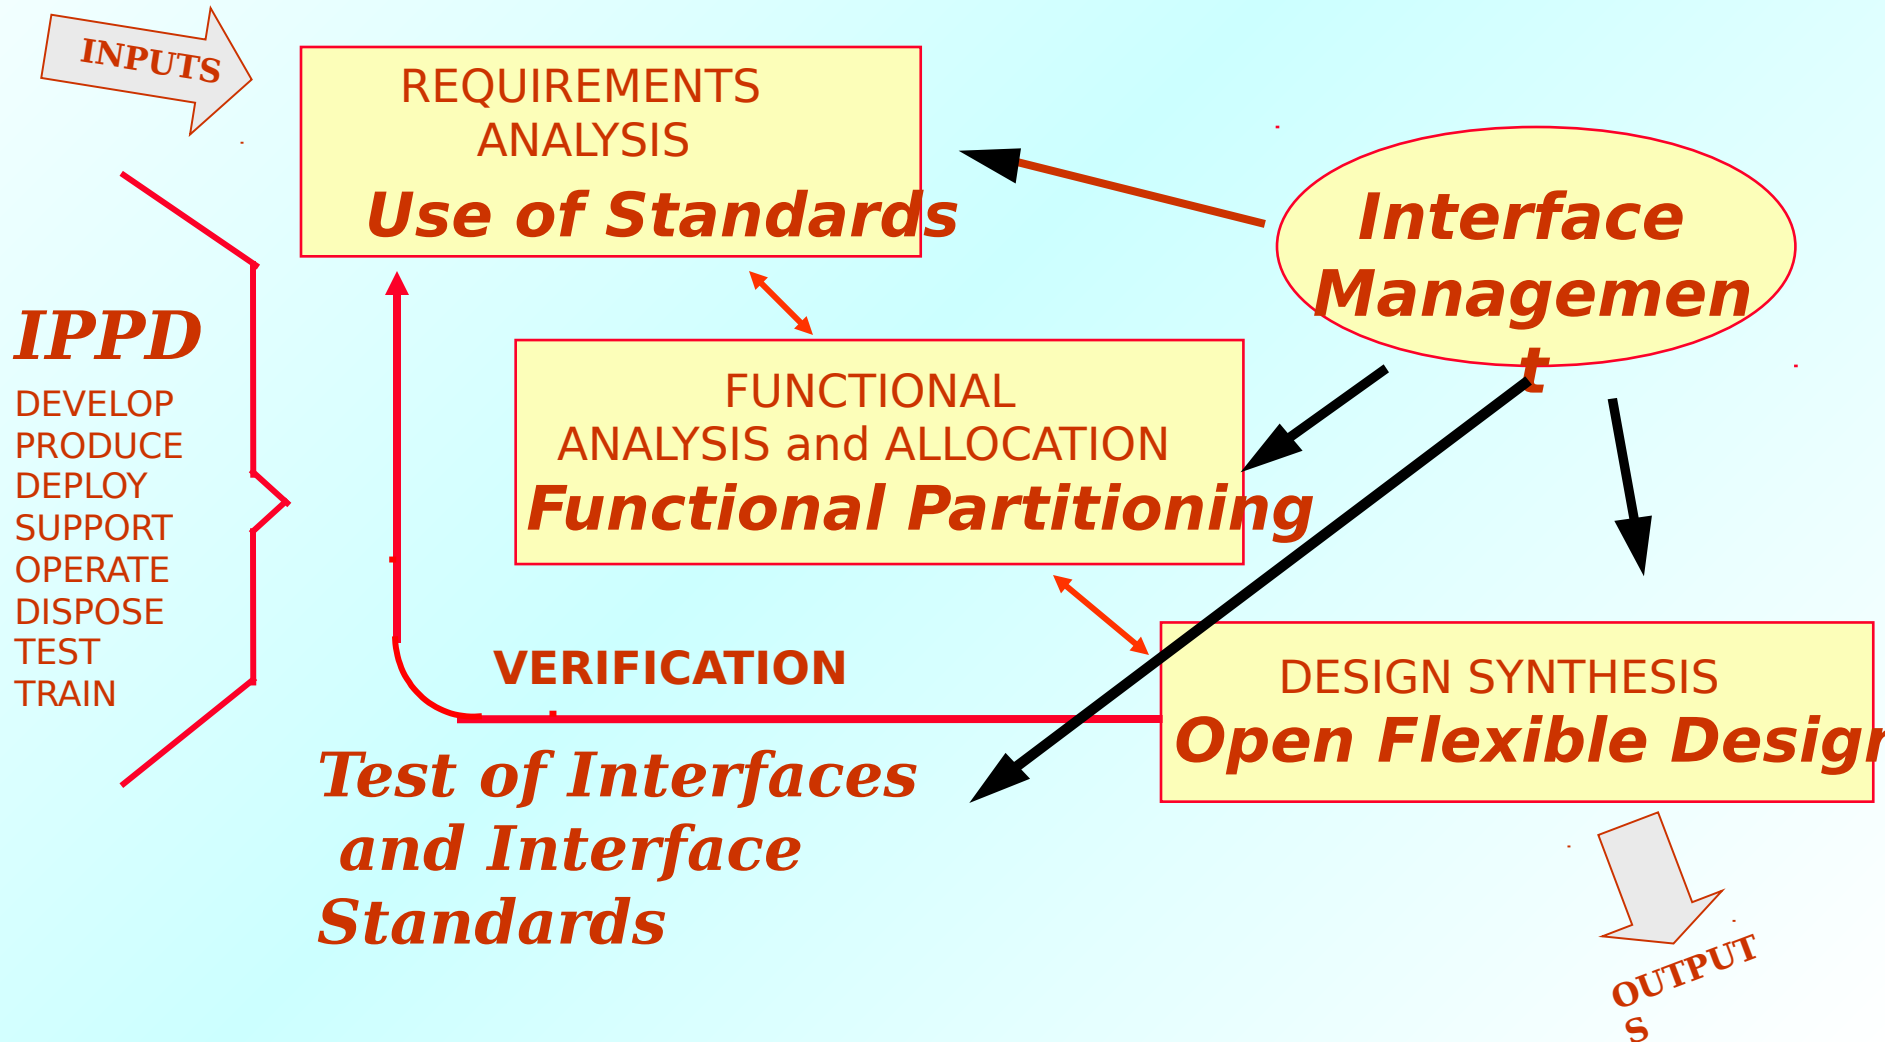 INPUTS
REQUIREMENTS
ANALYSIS
Use of Standards
Interface
Managemen
t
IPPD
DEVELOP
PRODUCE
DEPLOY
SUPPORT
OPERATE
DISPOSE
TEST
TRAIN
FUNCTIONAL
ANALYSIS and ALLOCATION
Functional Partitioning
VERIFICATION
DESIGN SYNTHESIS
Open Flexible Design
Test of Interfaces
and Interface
Standards
OUTPUT
S